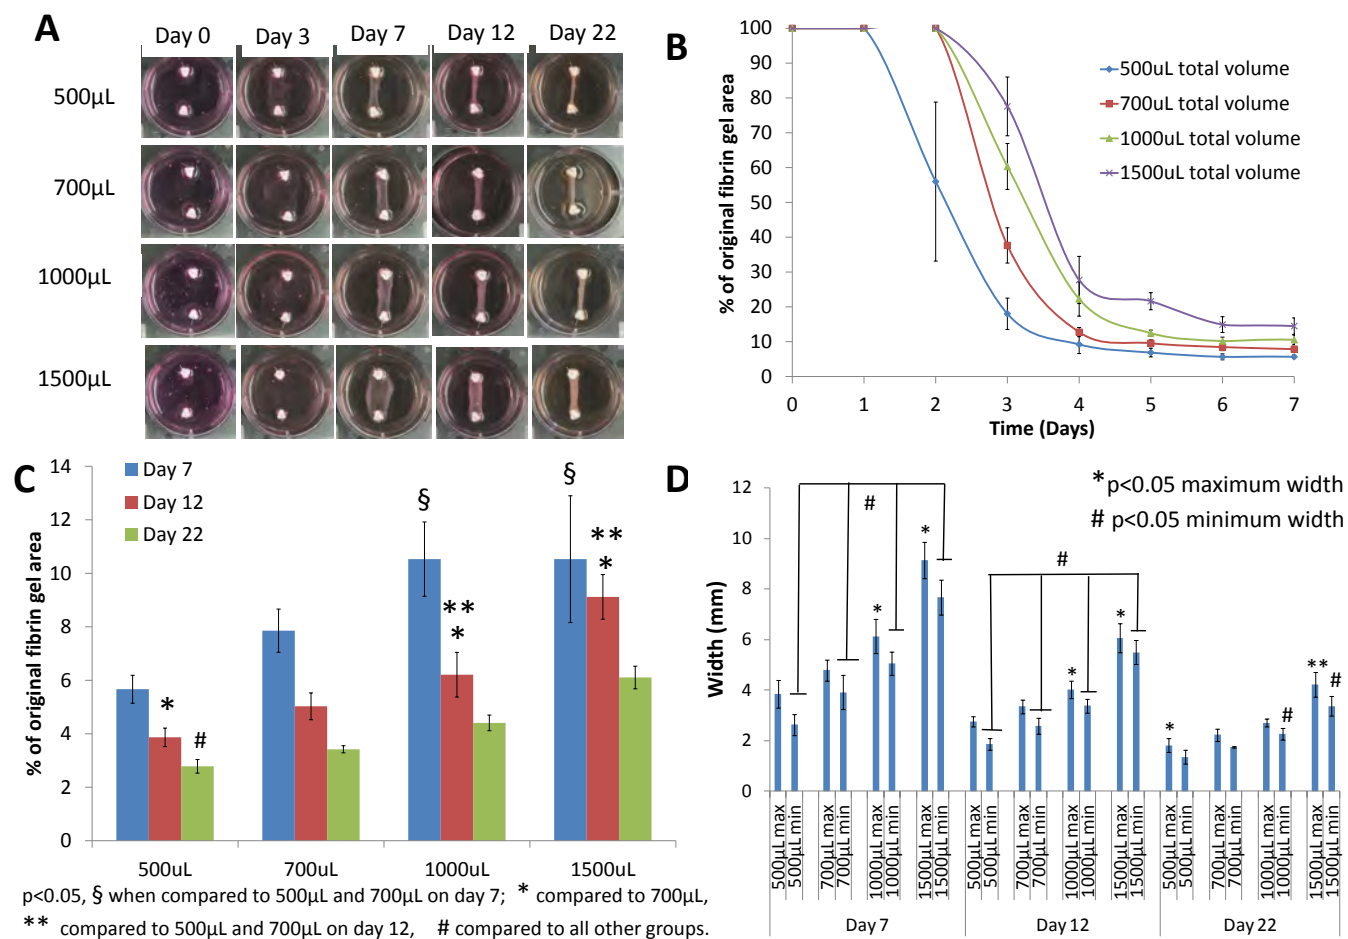 A
Day 0 Day 3 Day 7 Day 12 Day 22
500µL
700µL
1000µL
1500µL
B
% of original fibrin gel area
100
90
80
70
60
50
40
30
20
10
0
0 1 2 3 4 5 6 7
Time (Days)
500uL total volume
700uL total volume
1000uL total volume
1500uL total volume
C
% of original fibrin gel area
14
12
10
8
6
4
2
0
Day 7
Day 12
Day 22
*
#
§
**
*
§
**
*
500uL 700uL 1000uL 1500uL
p<0.05, § when compared to 500µL and 700µL on day 7; * compared to 700µL,
** compared to 500µL and 700µL on day 12, # compared to all other groups.
D
*p<0.05 maximum width
# p<0.05 minimum width
Width (mm)
12
10
8
6
4
2
0
#
*
*
#
*
*
*
#
**
#
500µL max
500µL min
700µL max
700µL min
1000µL max
1000µL min
1500µL max
1500µL min
500µL max
500µL min
700µL max
700µL min
1000µL max
1000µL min
1500µL max
1500µL min
500µL max
500µL min
700µL max
700µL min
1000µL max
1000µL min
1500µL max
1500µL min
Day 7 Day 12 Day 22